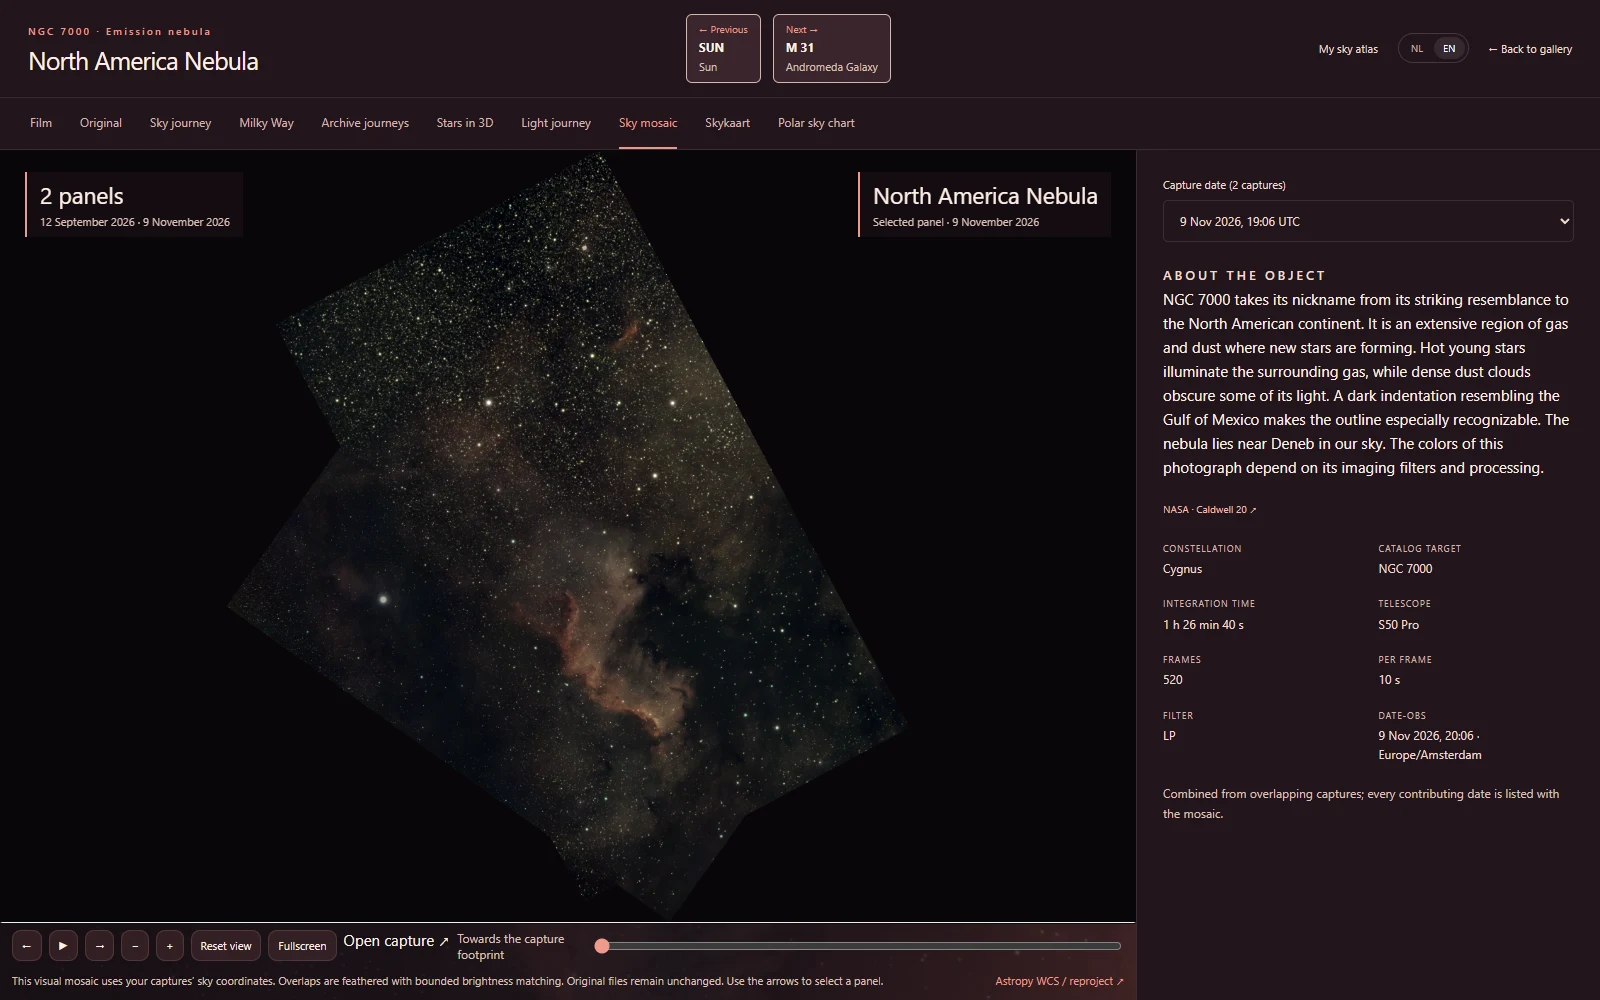 NGC 7000 · Emission nebula
North America Nebula
← Previous
SUN
Sun
Next →
M 31
Andromeda Galaxy
My sky atlas
NL
EN
← Back to gallery
Film
Original
Sky journey
Milky Way
Archive journeys
Stars in 3D
Light journey
Sky mosaic
Skykaart
Polar sky chart
2 panels
12 September 2026 · 9 November 2026
North America Nebula
Selected panel · 9 November 2026
Capture date (2 captures)
9 Nov 2026, 19:06 UTC
ABOUT THE OBJECT
NGC 7000 takes its nickname from its striking resemblance to
the North American continent. It is an extensive region of gas
and dust where new stars are forming. Hot young stars
illuminate the surrounding gas, while dense dust clouds
obscure some of its light. A dark indentation resembling the
Gulf of Mexico makes the outline especially recognizable. The
nebula lies near Deneb in our sky. The colors of this
photograph depend on its imaging filters and processing.
NASA · Caldwell 20 ↗
CONSTELLATION
Cygnus
CATALOG TARGET
NGC 7000
INTEGRATION TIME
1 h 26 min 40 s
TELESCOPE
S50 Pro
FRAMES
520
PER FRAME
10 s
FILTER
LP
DATE-OBS
9 Nov 2026, 20:06 ·
Europe/Amsterdam
Combined from overlapping captures; every contributing date is listed with
the mosaic.
← ▶ → − +
Reset view
Fullscreen
Open capture ↗
Towards the capture
footprint
This visual mosaic uses your captures' sky coordinates. Overlaps are feathered with bounded brightness matching. Original files remain unchanged. Use the arrows to select a panel.
Astropy WCS / reproject ↗